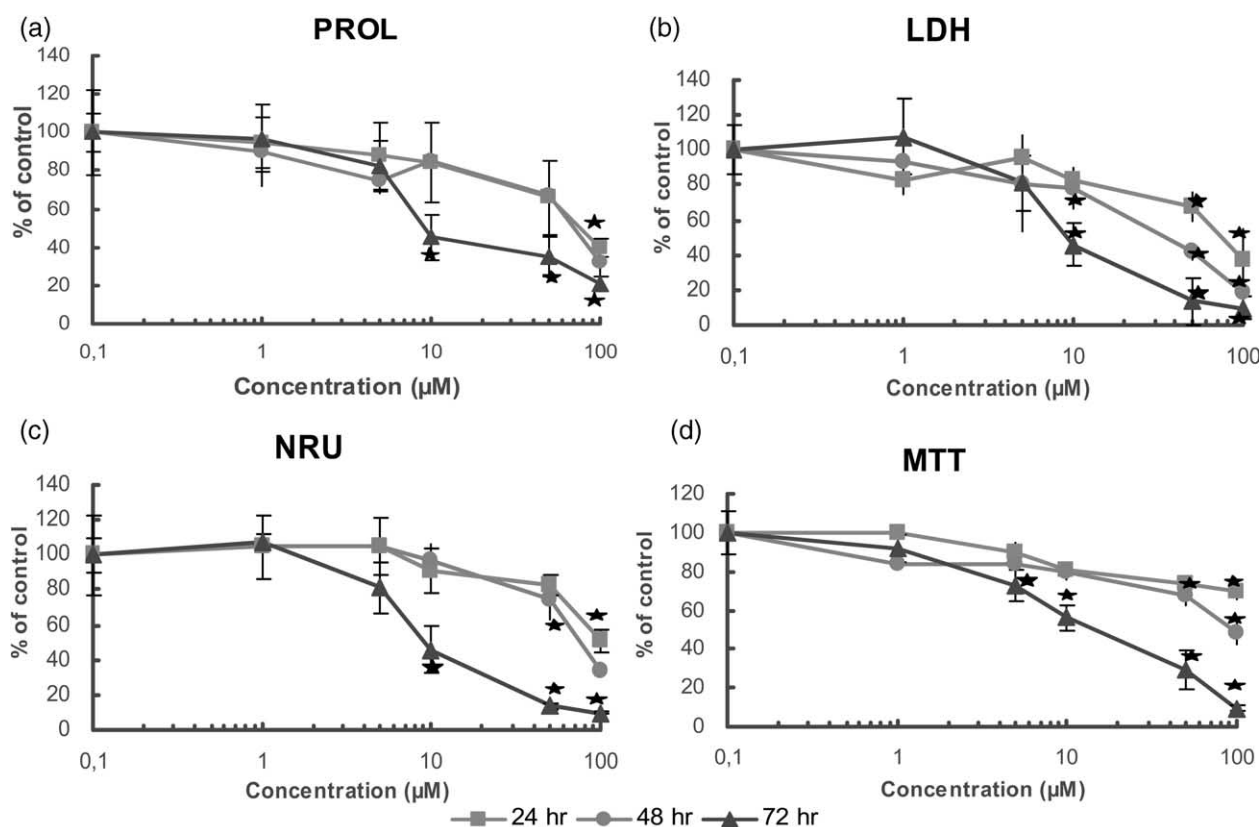 (a)
PROL
140
120
100
80
60
40
20
0
% of control
0,1 1 10 100
Concentration (µM)
(b)
LDH
140
120
100
80
60
40
20
0
% of control
0,1 1 10 100
Concentration (µM)
(c)
NRU
140
120
100
80
60
40
20
0
% of control
0,1 1 10 100
Concentration (µM)
(d)
MTT
120
100
80
60
40
20
0
% of control
0,1 1 10 100
Concentration (µM)
24 hr 48 hr 72 hr